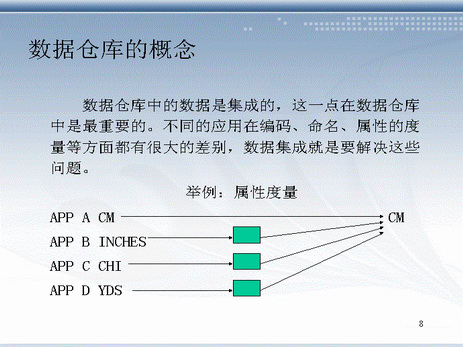 数据仓库的概念
数据仓库中的数据是集成的，这一点在数据仓库
中是最重要的。不同的应用在编码、命名、属性的度
量等方面都有很大的差别，数据集成就是要解决这些
问题。
举例：属性度量
APP A CM CM
APP B INCHES
APP C CHI
APP D YDS
8